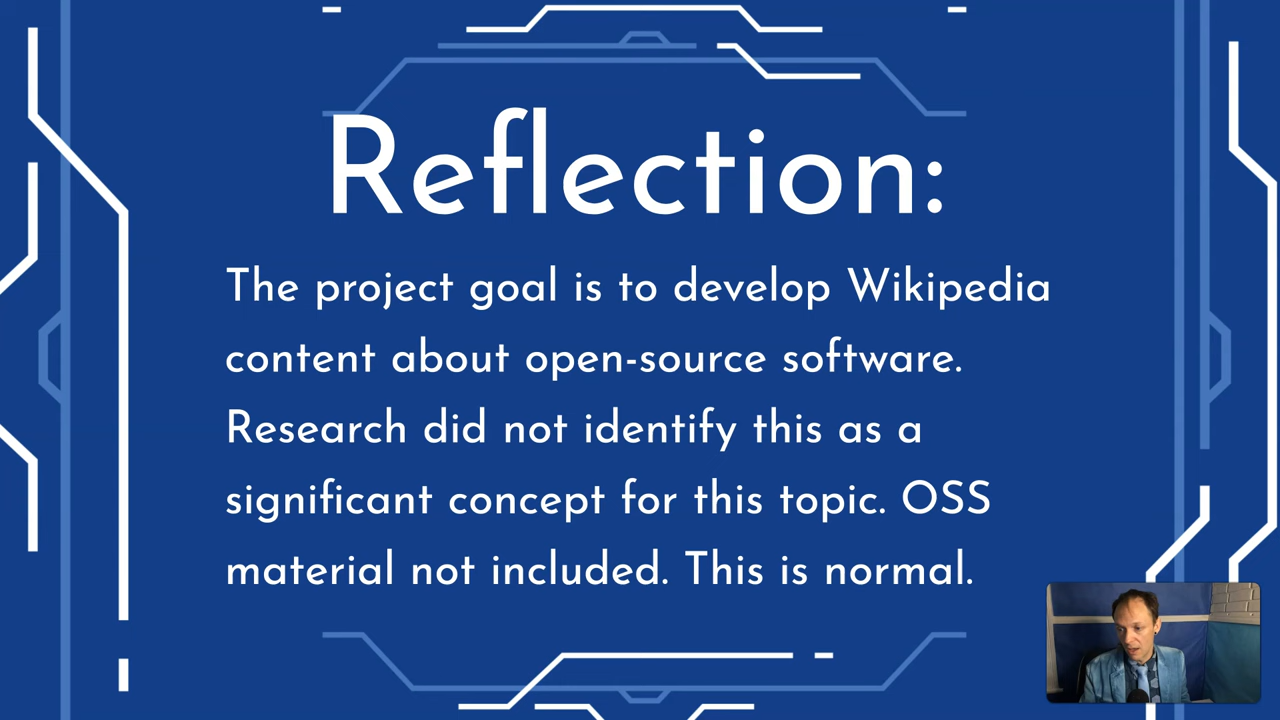 Reflection:
The project goal is to develop Wikipedia
content about open-source software.
Research did not identify this as a
significant concept for this topic. OSS
material not included. This is normal.